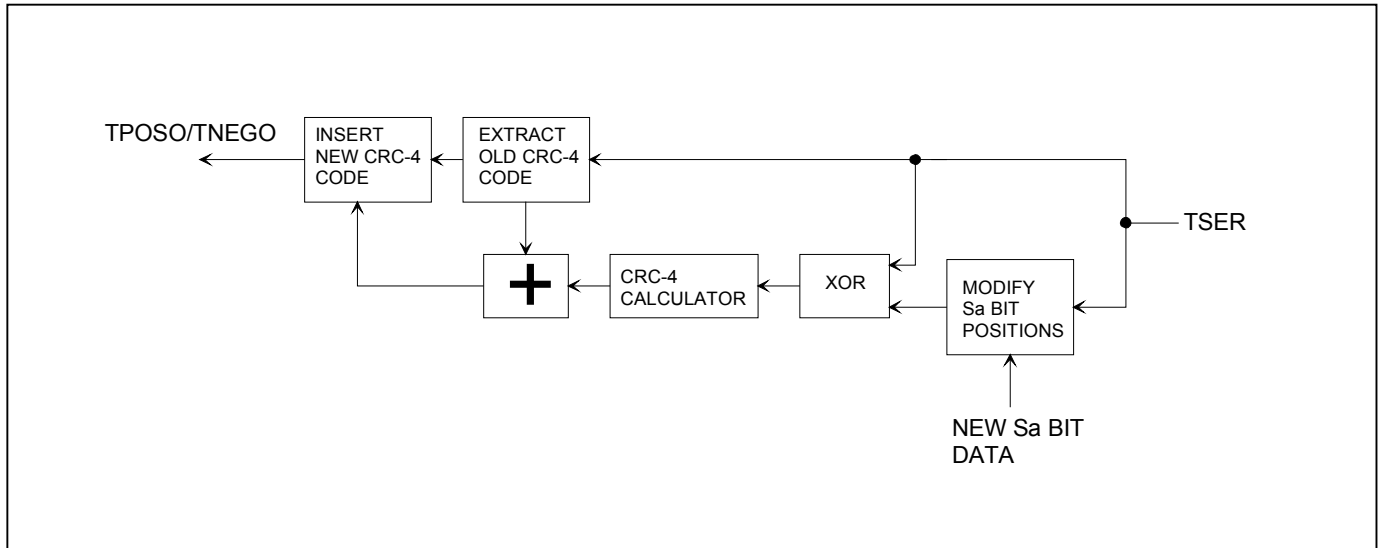 TPOSO/TNEGO
INSERT
NEW CRC-4
CODE
EXTRACT
OLD CRC-4
CODE
TSER
+
CRC-4
CALCULATOR
XOR
MODIFY
Sa BIT
POSITIONS
NEW Sa BIT
DATA